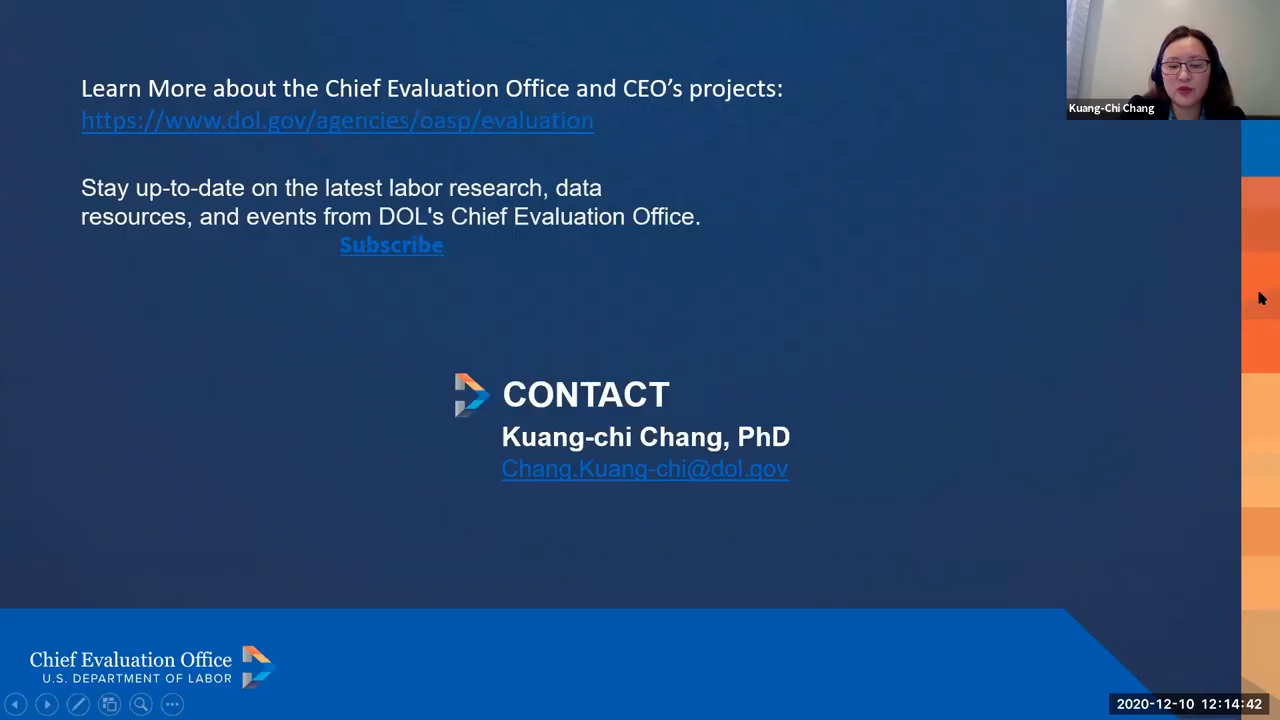 Learn More about the Chief Evaluation Office and CEO’s projects:
https://www.dol.gov/agencies/oasp/evaluation
Kuang-Chi Chang
Stay up-to-date on the latest labor research, data
resources, and events from DOL's Chief Evaluation Office.
Subscribe
CONTACT
Kuang-chi Chang, PhD
Chang.Kuang-chi@dol.gov
Chief Evaluation Office
U.S. DEPARTMENT OF LABOR
2020-12-10 12:14:42